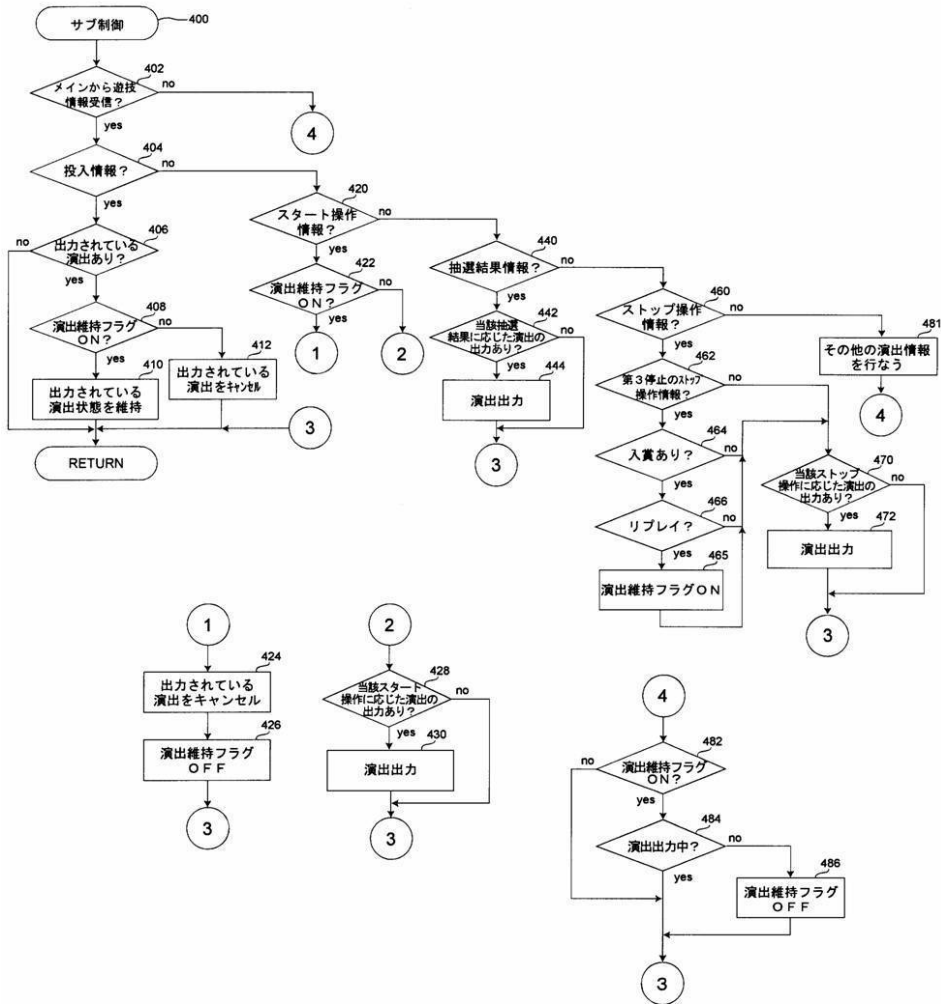 サブ制御
400
メインから遊技
情報受信？
402
no
yes
4
投入情報？
404
no
yes
出力されている
演出あり？
406
no
yes
演出維持フラグ
ON？
408
no
yes
410
出力されている
演出状態を維持
412
出力されている
演出をキャンセル
3
RETURN
スタート操作
情報？
420
no
yes
演出維持フラグ
ON？
422
no
yes
1
2
抽選結果情報？
440
no
yes
当該抽選
結果に応じた演出の
出力あり？
442
no
yes
444
演出出力
3
ストップ操作
情報？
460
no
yes
481
その他の演出情報
を行なう
4
第３停止のストップ
操作情報？
462
no
yes
入賞あり？
464
no
yes
リプレイ？
466
no
yes
465
演出維持フラグＯＮ
当該ストップ
操作に応じた演出の
出力あり？
470
no
yes
472
演出出力
3
1
424
出力されている
演出をキャンセル
426
演出維持フラグ
ＯＦＦ
3
2
当該スタート
操作に応じた演出の
出力あり？
428
no
yes
430
演出出力
3
4
演出維持フラグ
ON？
482
no
yes
演出出力中？
484
no
yes
486
演出維持フラグ
ＯＦＦ
3